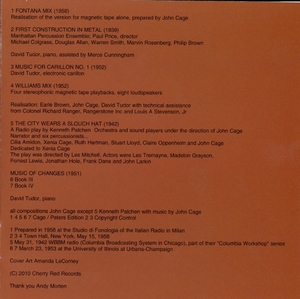 1 FONTANA MIX (1958)
Realisation of the version for magnetic tape alone, prepared by John Cage
2 FIRST CONSTRUCTION IN METAL (1939)
Manhattan Percussion Ensemble; Paul Price, director
Michael Colgrass, Douglas Allan, Warren Smith, Marvin Rosenberg, Philip Brown
David Tudor, piano, assisted by Merce Cunningham
3 MUSIC FOR CARILLON NO. 1 (1952)
David Tudor, electronic carillon
4 WILLIAMS MIX (1952)
Four stereophonic magnetic tape playbacks, eight loudspeakers
Realisation: Earle Brown, John Cage, David Tudor with technical assistance
from Colonel Richard Ranger, Rangerstone Inc and Louis A Stevenson, Jr
5 THE CITY WEARS A SLOUCH HAT (1942)
A Radio play by Kenneth Patchen Orchestra and sound players under the direction of John Cage
Narrator and six percussionists...
Cilia Amidon, Xenia Cage, Ruth Hartman, Stuart Lloyd, Claire Oppenheim and John Cage
Dedicated to Xenia Cage
The play was directed by Les Mitchell. Actors were Les Tremayne, Madelon Grayson,
Forrest Lewis, Jonathan Hole, Frank Dane and John Larkin
MUSIC OF CHANGES (1951)
6 Book III
7 Book IV
David Tudor, piano
all compositions John Cage except 5 Kenneth Patchen with music by John Cage
1 4 6 7 Cage / Peters Edition 2 3 Copyright Control
1 Prepared in 1958 at the Studio di Fonologia of the Italian Radio in Milan
2 3 4 Town Hall, New York, May 15, 1958
5 May 31, 1942 WBBM radio (Columbia Broadcasting System in Chicago), part of their "Columbia Workshop" series
6 7 March 23, 1953 at the University of Illinois at Urbana-Champaign
Cover Art Amanda LaComey
(C) 2010 Cherry Red Records
Thank you Andy Morten